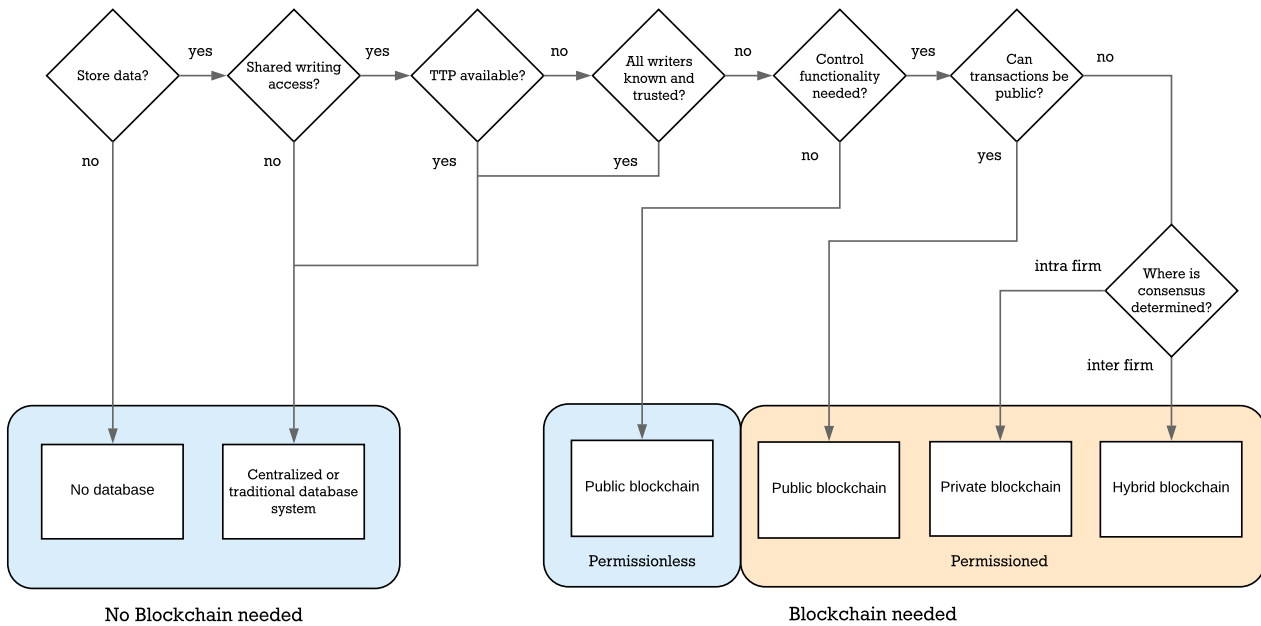 Store data?
yes
Shared writing
access?
yes
TTP available?
no
All writers
known and
trusted?
no
Control
functionality
needed?
yes
Can
transactions be
public?
no
no
no
yes
yes
no
yes
intra firm
Where is
consensus
determined?
inter firm
No database
Centralized or
traditional database
system
Public blockchain
Public blockchain
Private blockchain
Hybrid blockchain
Permissionless
Permissioned
No Blockchain needed
Blockchain needed